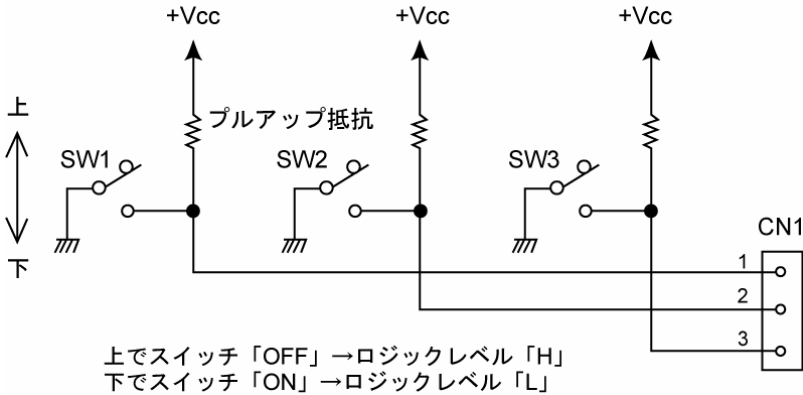 +Vcc
+Vcc
+Vcc
上
プルアップ抵抗
SW1
SW2
SW3
CN1
下
1
2
3
上でスイッチ「OFF」→ロジックレベル「H」
下でスイッチ「ON」→ロジックレベル「L」